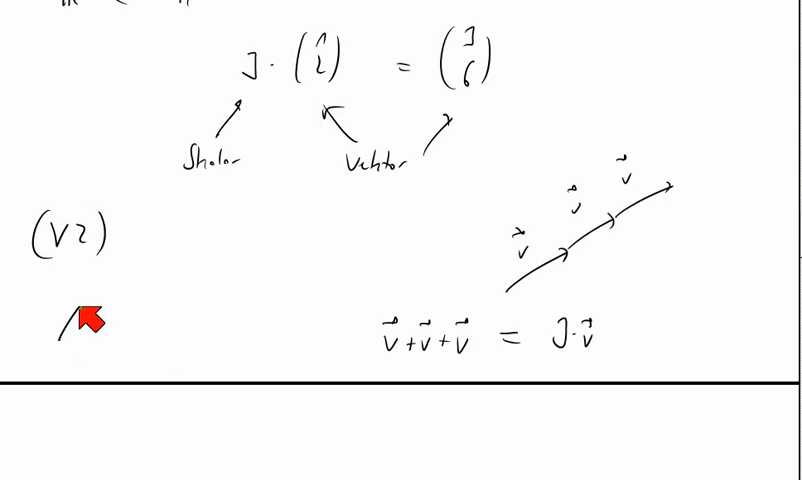 3 · (1 2) = (3 6)
Skalar Vektor
v⃗ v⃗ v⃗
(V2)
v⃗ + v⃗ + v⃗ = 3 · v⃗